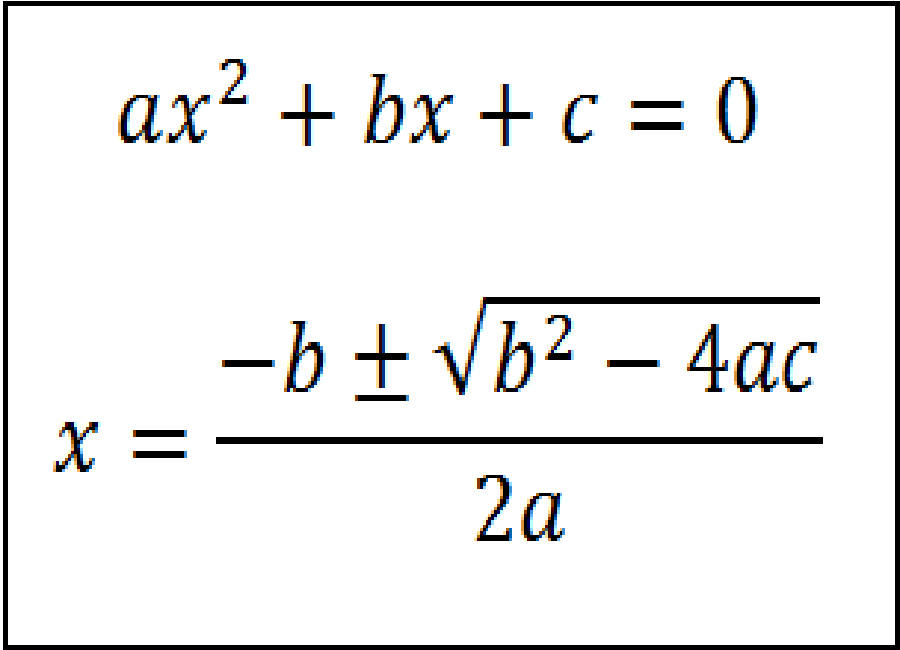 ax² + bx + c = 0
x = (-b ± √(b² − 4ac)) / (2a)